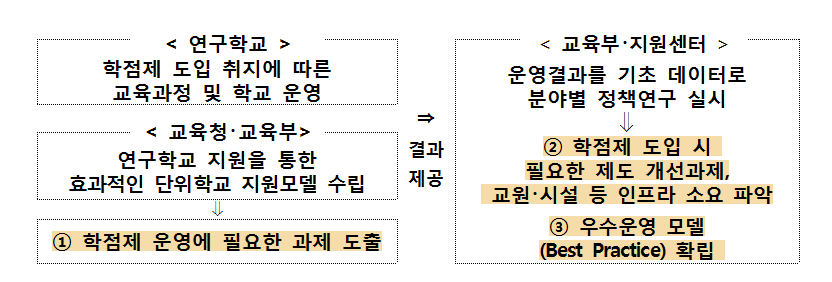 < 연구학교 >
학점제 도입 취지에 따른
교육과정 및 학교 운영
< 교육청·교육부>
연구학교 지원을 통한
효과적인 단위학교 지원모델 수립
⇓
① 학점제 운영에 필요한 과제 도출
⇒
결과
제공
< 교육부·지원센터 >
운영결과를 기초 데이터로
분야별 정책연구 실시
⇓
② 학점제 도입 시
필요한 제도 개선과제,
교원·시설 등 인프라 소요 파악
③ 우수운영 모델
(Best Practice) 확립